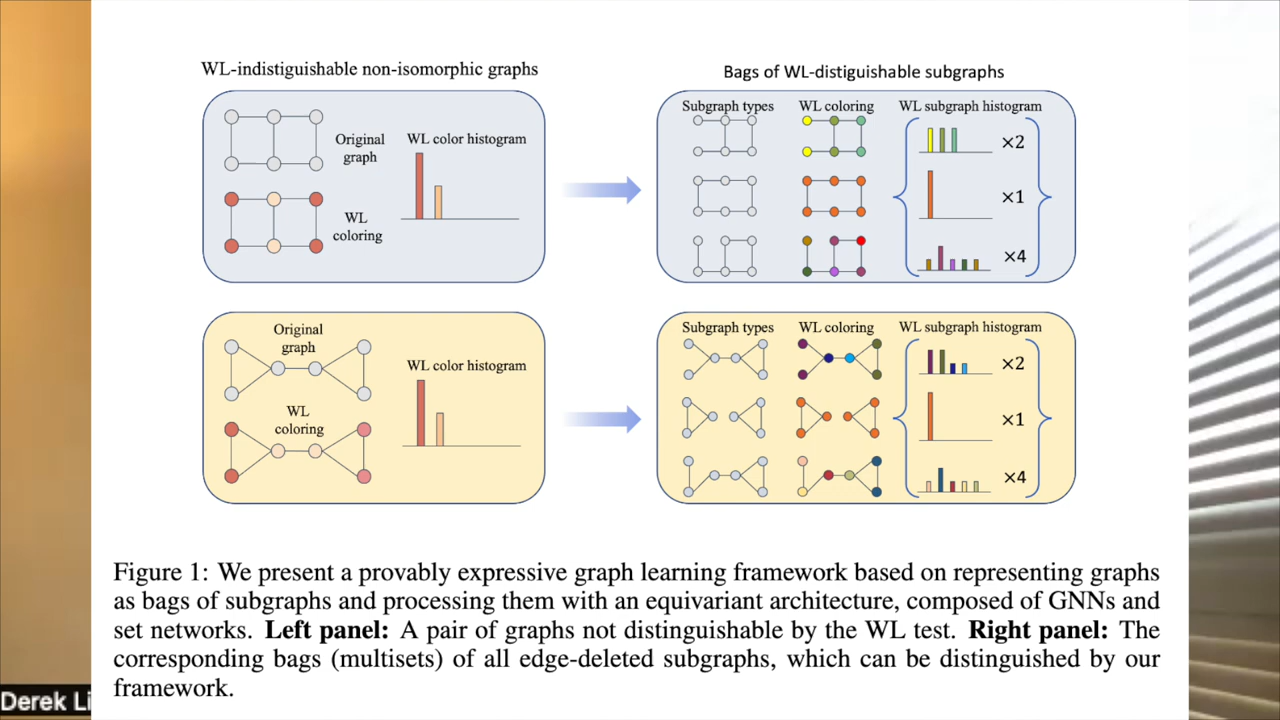 WL-indistiguishable non-isomorphic graphs
Original
graph
WL color histogram
WL
coloring
Bags of WL-distiguishable subgraphs
Subgraph types
WL coloring
WL subgraph histogram
×2
×1
×4
Original
graph
WL color histogram
WL
coloring
Subgraph types
WL coloring
WL subgraph histogram
×2
×1
×4
Figure 1: We present a provably expressive graph learning framework based on representing graphs
as bags of subgraphs and processing them with an equivariant architecture, composed of GNNs and
set networks. Left panel: A pair of graphs not distinguishable by the WL test. Right panel: The
corresponding bags (multisets) of all edge-deleted subgraphs, which can be distinguished by our
framework.
Derek Li